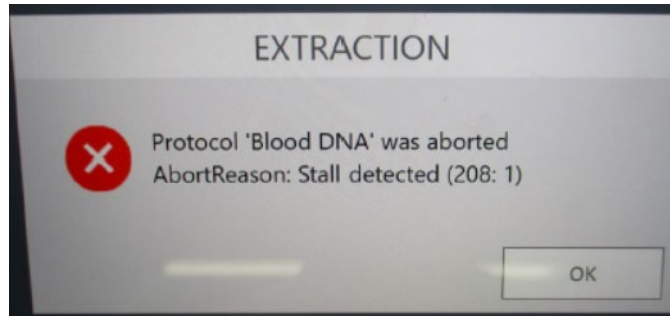 EXTRACTION
Protocol 'Blood DNA' was aborted
AbortReason: Stall detected (208: 1)
OK